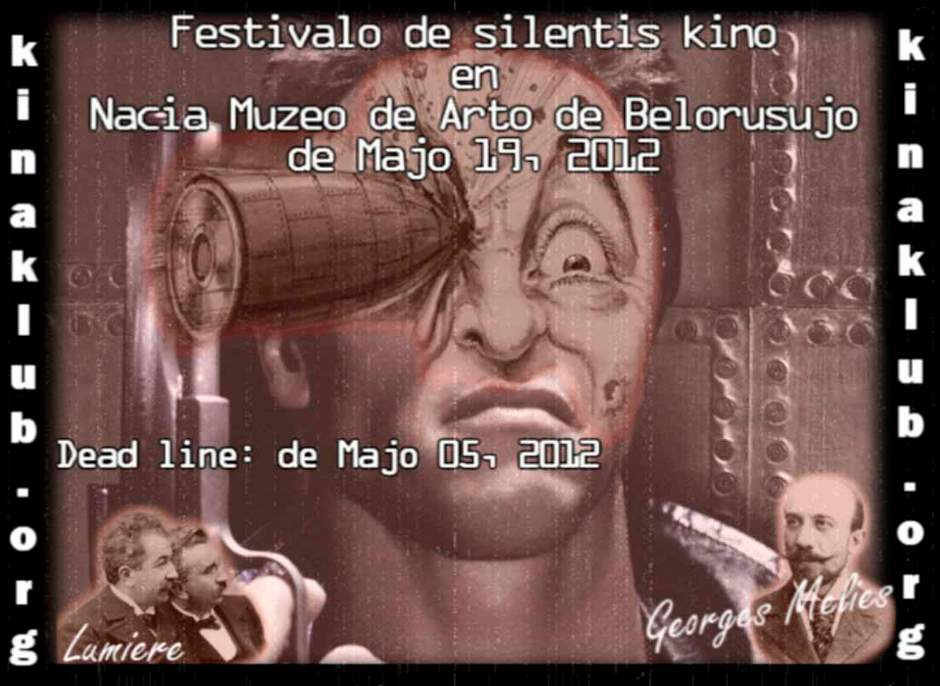 Festivalo de silentis kino
en
Nacia Muzeo de Arto de Belorusujo
de Majo 19, 2012
kinaklub.org
kinaklub.org
Dead line: de Majo 05, 2012
Lumiere
Georges Melies